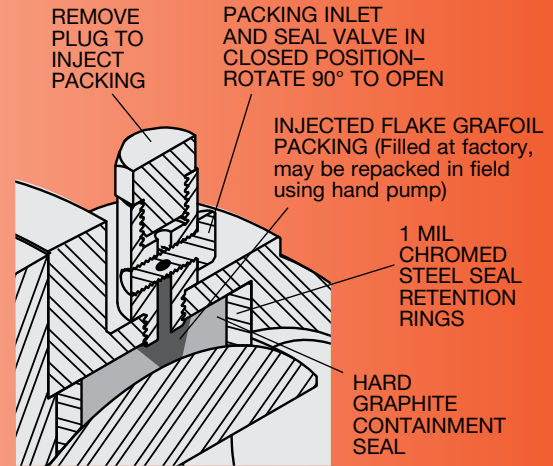 REMOVE
PLUG TO
INJECT
PACKING
PACKING INLET
AND SEAL VALVE IN
CLOSED POSITION–
ROTATE 90° TO OPEN
INJECTED FLAKE GRAFOIL
PACKING (Filled at factory,
may be repacked in field
using hand pump)
1 MIL
CHROMED
STEEL SEAL
RETENTION
RINGS
HARD
GRAPHITE
CONTAINMENT
SEAL